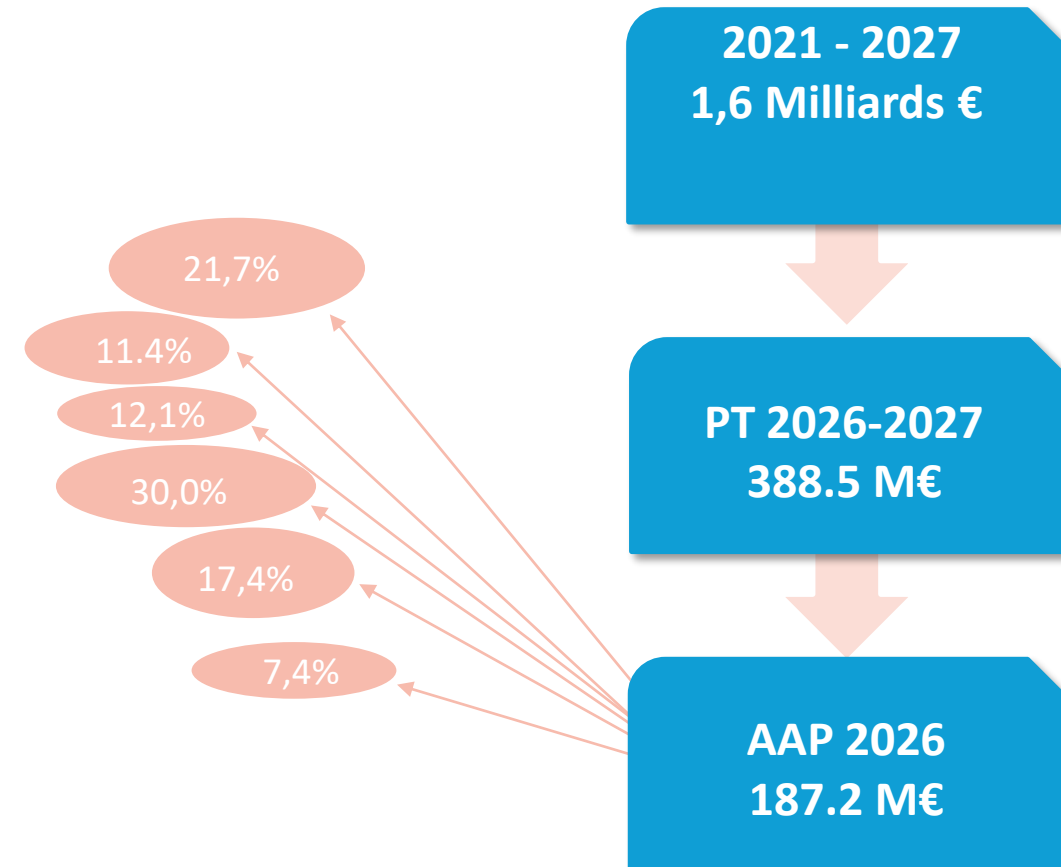 2021 - 2027
1,6 Milliards €
21,7%
11.4%
12,1%
30,0%
17,4%
7,4%
PT 2026-2027
388.5 M€
AAP 2026
187.2 M€